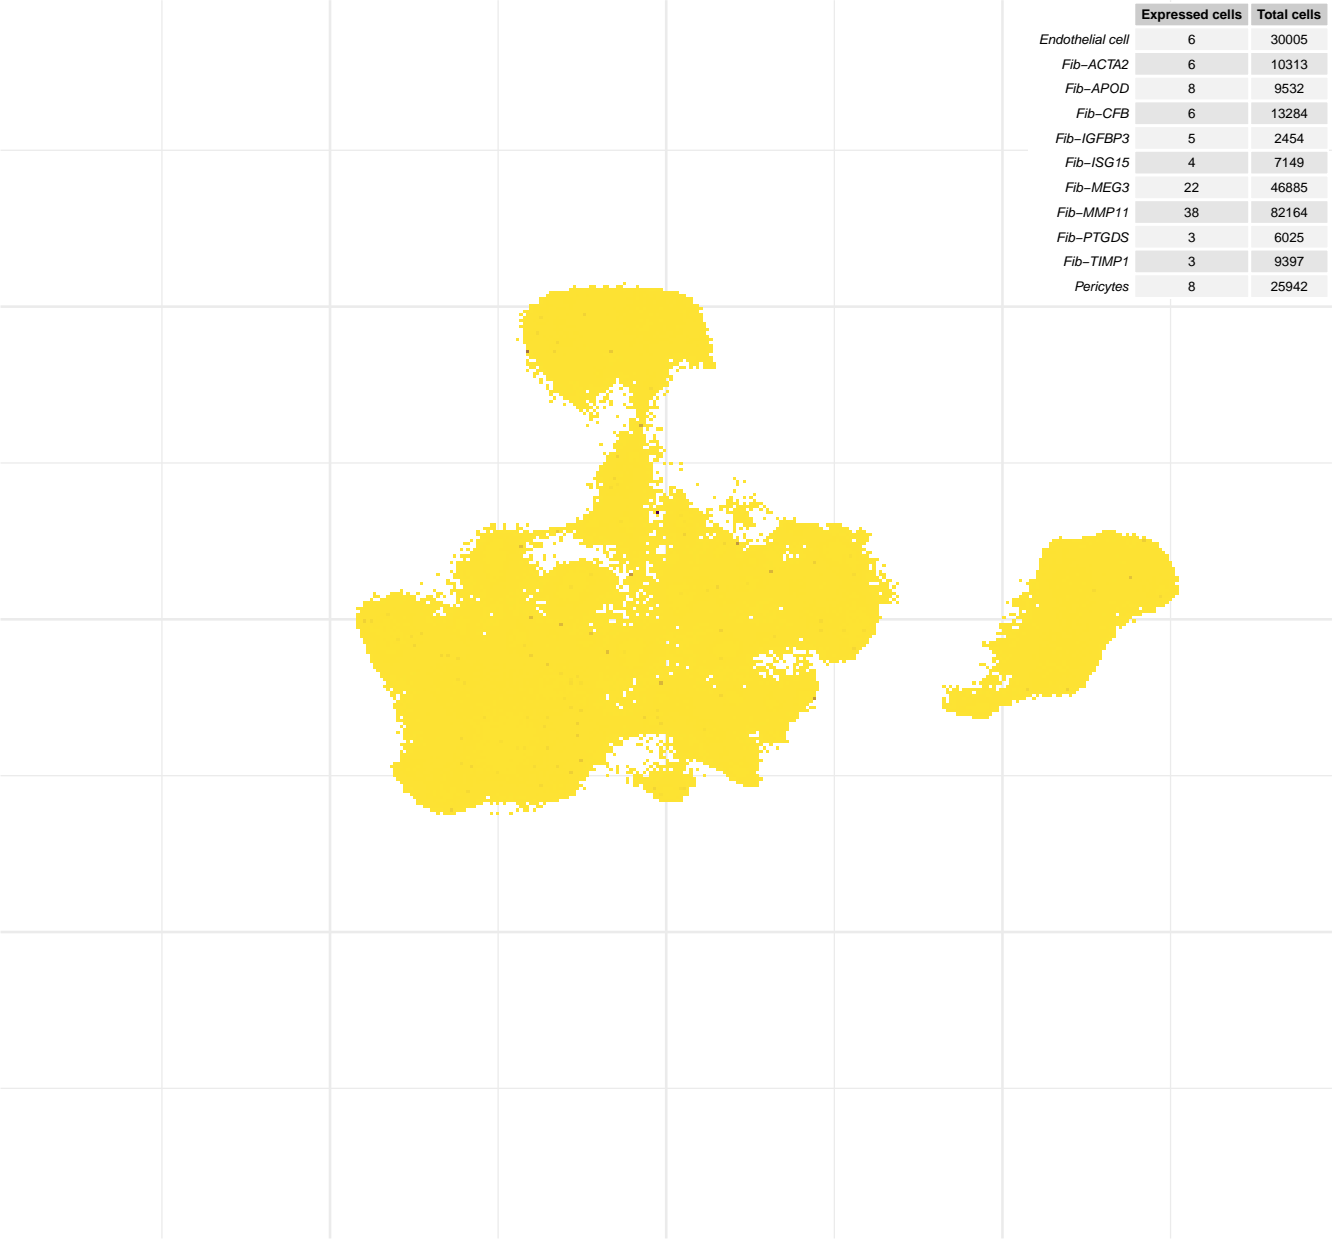 Expressed cells Total cells
Endothelial cell 6 30005
Fib−ACTA2 6 10313
Fib−APOD 8 9532
Fib−CFB 6 13284
Fib−IGFBP3 5 2454
Fib−ISG15 4 7149
Fib−MEG3 22 46885
Fib−MMP11 38 82164
Fib−PTGDS 3 6025
Fib−TIMP1 3 9397
Pericytes 8 25942